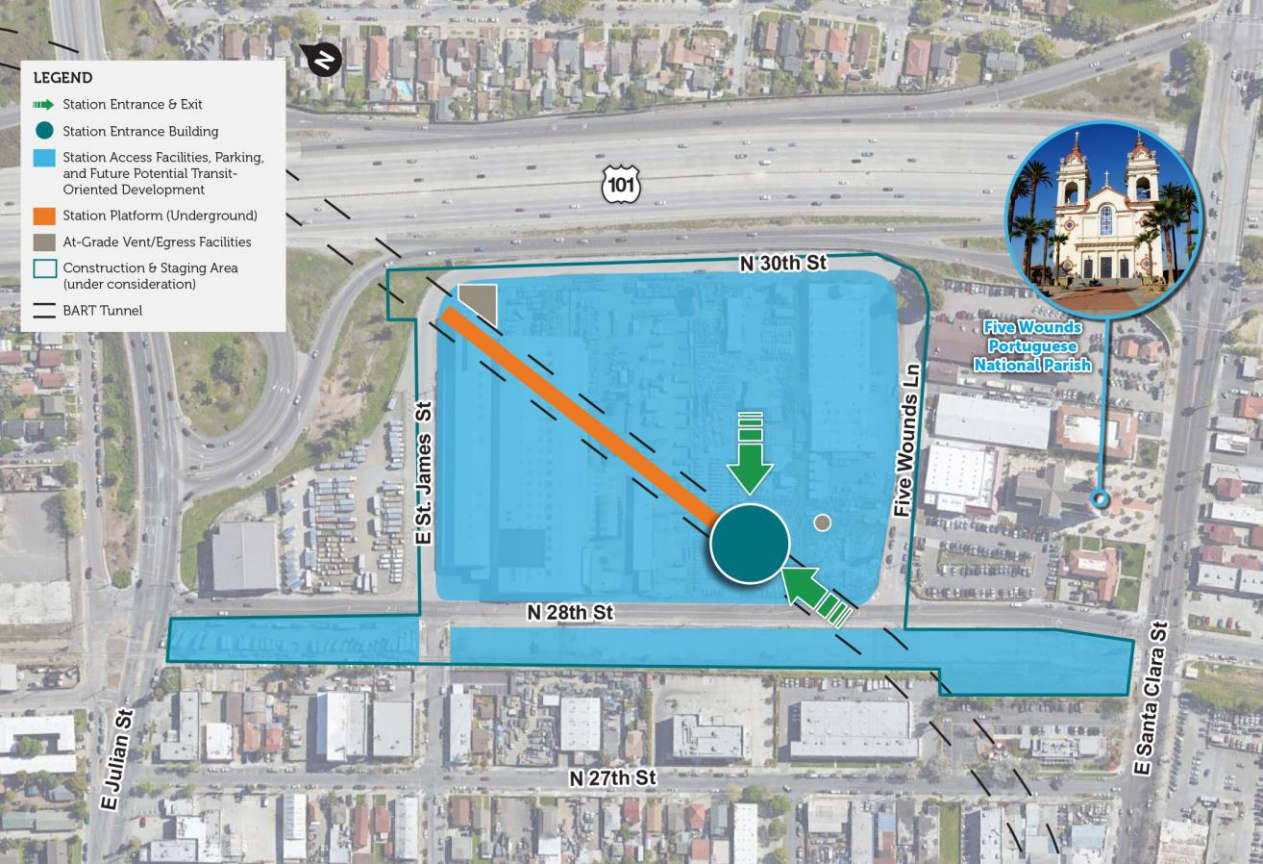 N
LEGEND
Station Entrance & Exit
Station Entrance Building
Station Access Facilities, Parking,
and Future Potential Transit-
Oriented Development
Station Platform (Underground)
At-Grade Vent/Egress Facilities
Construction & Staging Area
(under consideration)
BART Tunnel
101
N 30th St
Five Wounds
Portuguese
National Parish
E St. James St
Five Wounds Ln
N 28th St
E Julian St
E Santa Clara St
N 27th St